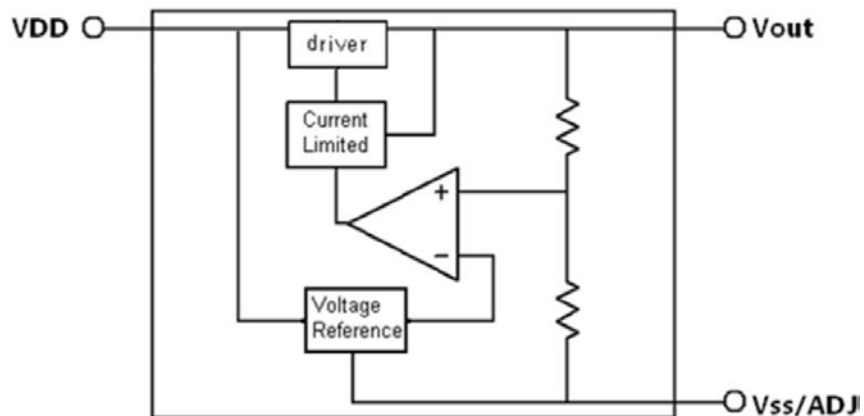 VDD
driver
Vout
Current
Limited
+
−
Voltage
Reference
Vss/ADJ